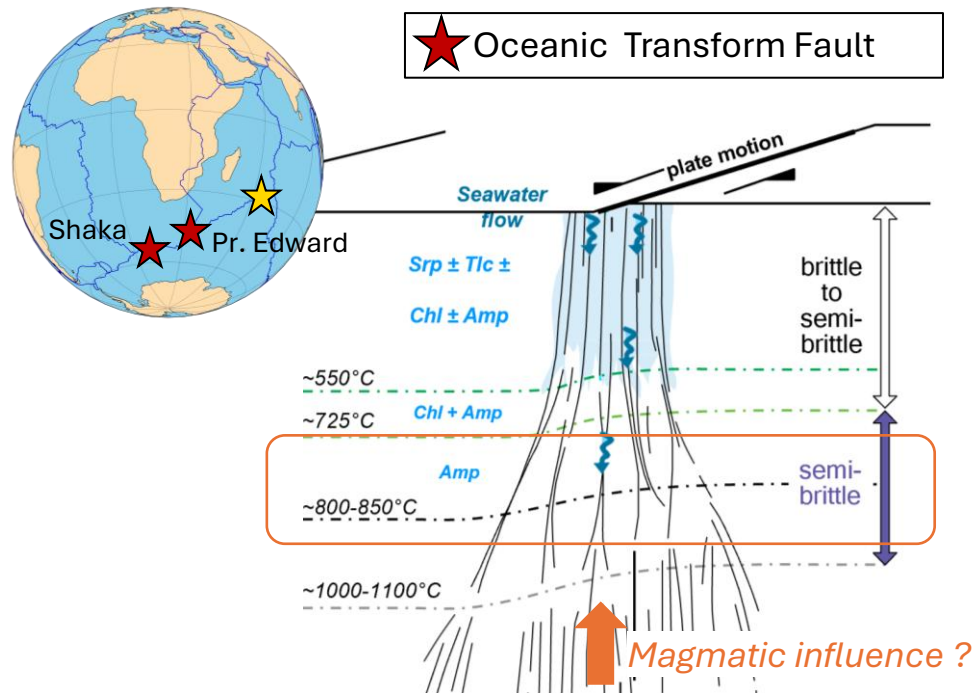 Oceanic Transform Fault
Shaka
Pr. Edward
plate motion
Seawater
flow
Srp ± Tlc ±
Chl ± Amp
brittle
to
semi-
brittle
~550°C
~725°C
Chl + Amp
Amp
semi-
brittle
~800-850°C
~1000-1100°C
Magmatic influence ?